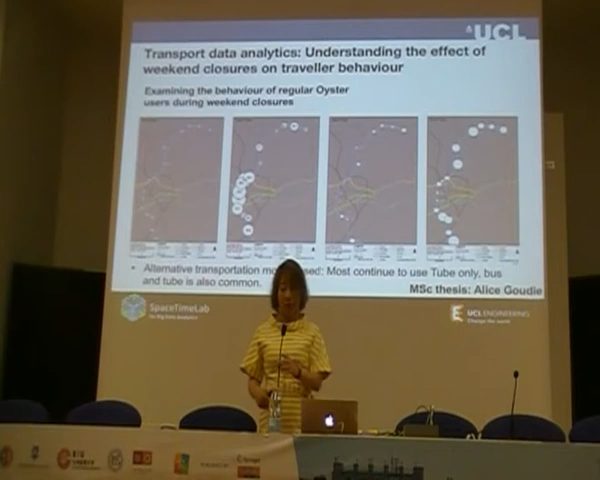 UCL
Transport data analytics: Understanding the effect of
weekend closures on traveller behaviour
Examining the behaviour of regular Oyster
users during weekend closures
• Alternative transportation mo sed: Most continue to use Tube only, bus
and tube is also common.
MSc thesis: Alice Goudie
SpaceTimeLab
UCL ENGINEERING
Change the world